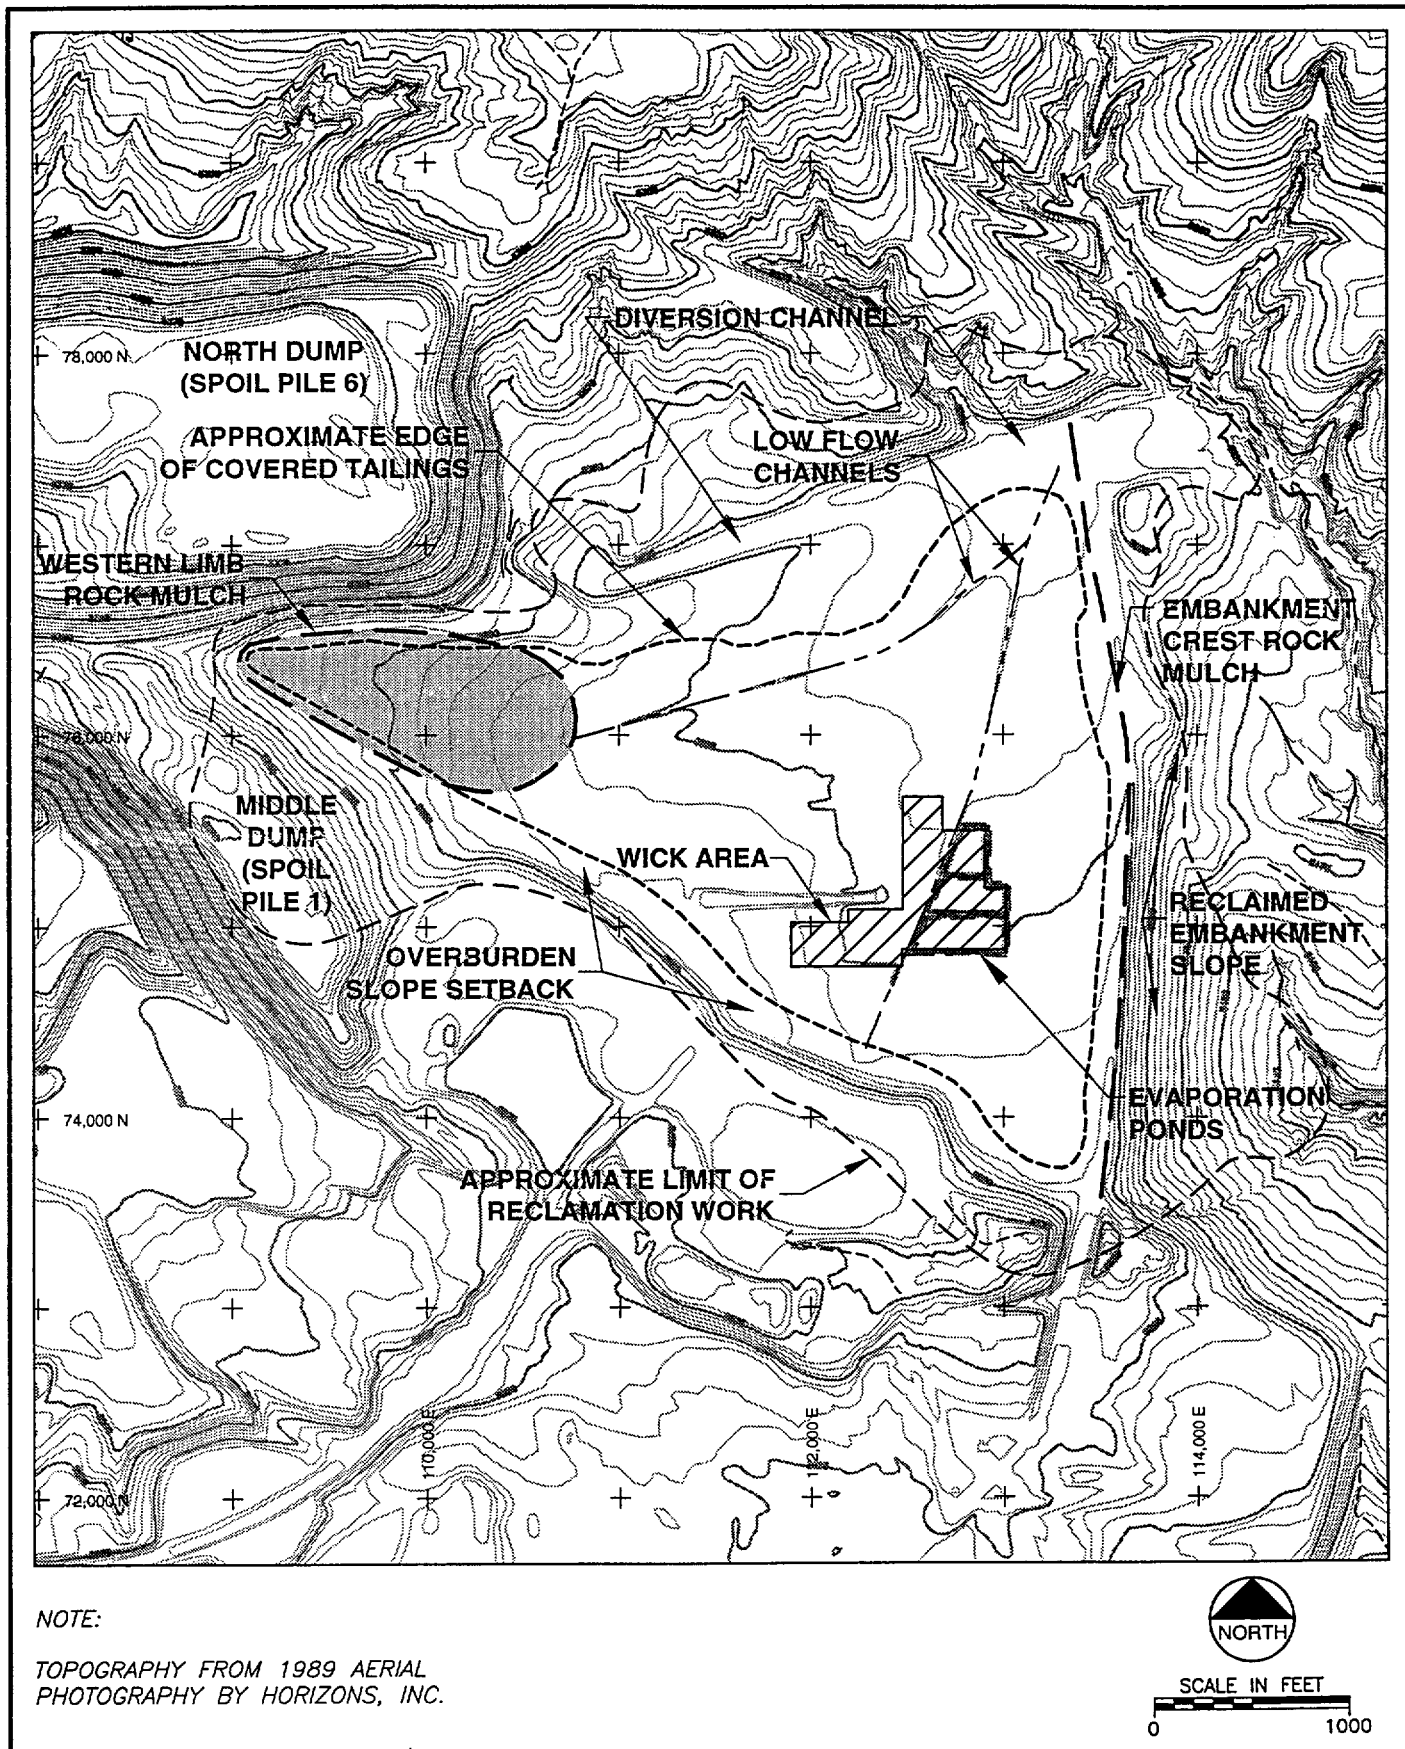 DIVERSION CHANNEL
78,000 N
NORTH DUMP
(SPOIL PILE 6)
APPROXIMATE EDGE
OF COVERED TAILINGS
LOW FLOW
CHANNELS
WESTERN LIMB
ROCK MULCH
EMBANKMENT
CREST ROCK
MULCH
76,000 N
MIDDLE
DUMP
(SPOIL
PILE 1)
WICK AREA
RECLAIMED
EMBANKMENT
SLOPE
OVERBURDEN
SLOPE SETBACK
74,000 N
EVAPORATION
PONDS
APPROXIMATE LIMIT OF
RECLAMATION WORK
110,000 E
112,000 E
114,000 E
72,000 N
NOTE:
TOPOGRAPHY FROM 1989 AERIAL
PHOTOGRAPHY BY HORIZONS, INC.
NORTH
SCALE IN FEET
0 1000